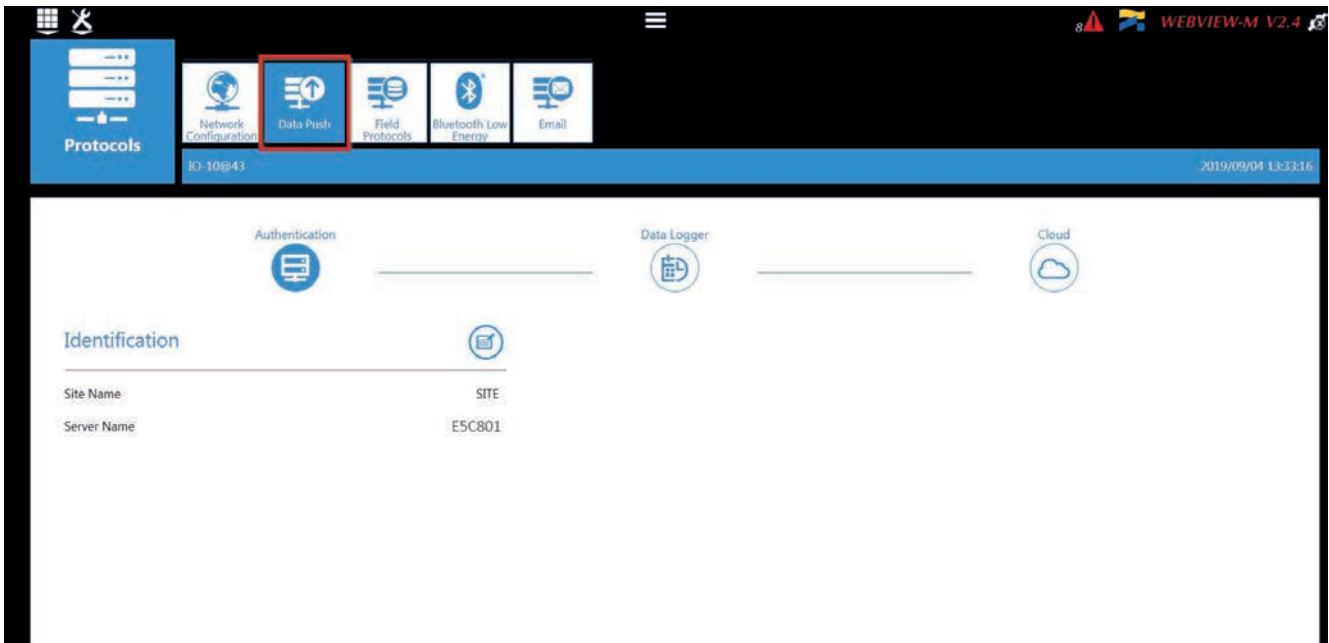 8 WEBVIEW-M V2.4
Protocols
Network Configuration
Data Push
Field Protocols
Bluetooth Low Energy
Email
IO-10@43 2019/09/04 13:33:16
Authentication Data Logger Cloud
Identification
Site Name SITE
Server Name E5C801